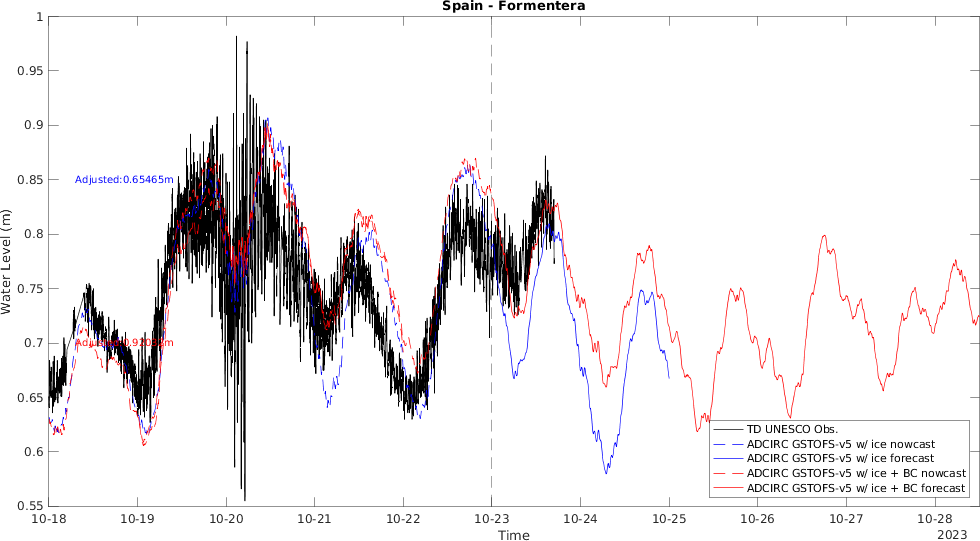 Spain - Formentera
1
0.95
0.9
0.85
0.8
0.75
0.7
0.65
0.6
0.55
Water Level (m)
Adjusted:0.65465m
10-18
10-19
10-20
10-21
10-22
10-23
10-24
10-25
10-26
10-27
10-28
Time
2023
TD UNESCO Obs.
ADCIRC GSTOFS-v5 w/ ice nowcast
ADCIRC GSTOFS-v5 w/ ice forecast
ADCIRC GSTOFS-v5 w/ ice + BC nowcast
ADCIRC GSTOFS-v5 w/ ice + BC forecast